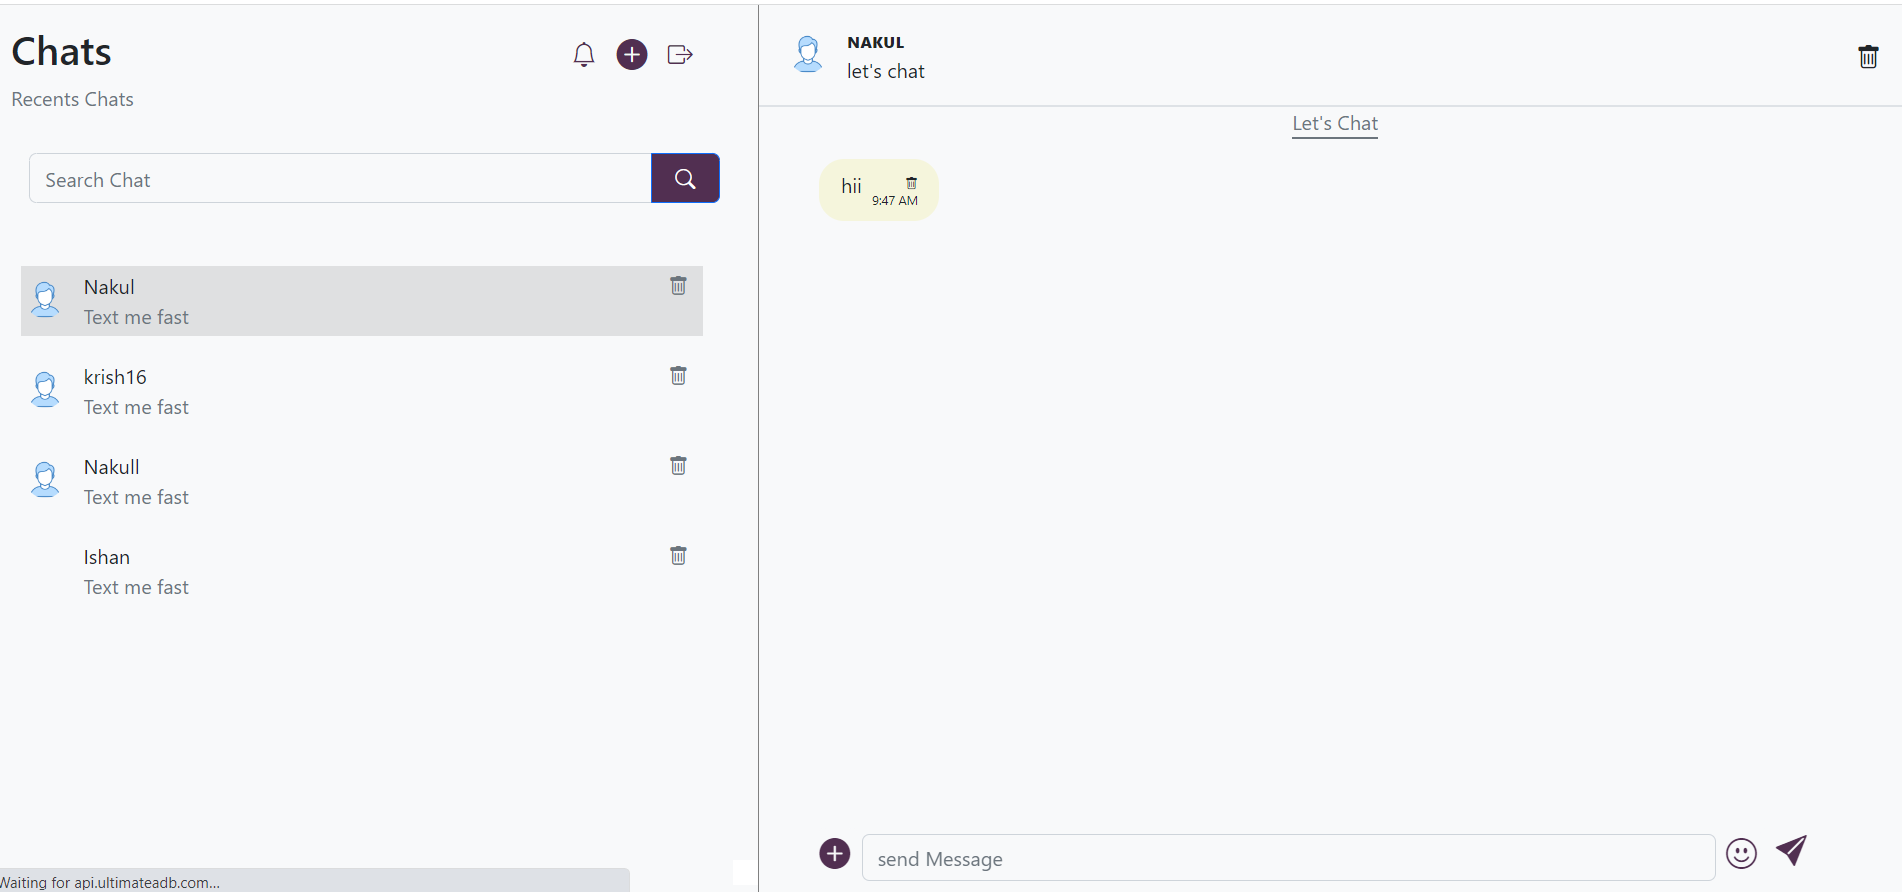 Chats
Recents Chats
Search Chat
Nakul
Text me fast
krish16
Text me fast
Nakull
Text me fast
Ishan
Text me fast
Waiting for api.ultimateadb.com...
NAKUL
let's chat
Let's Chat
hii
9:47 AM
send Message